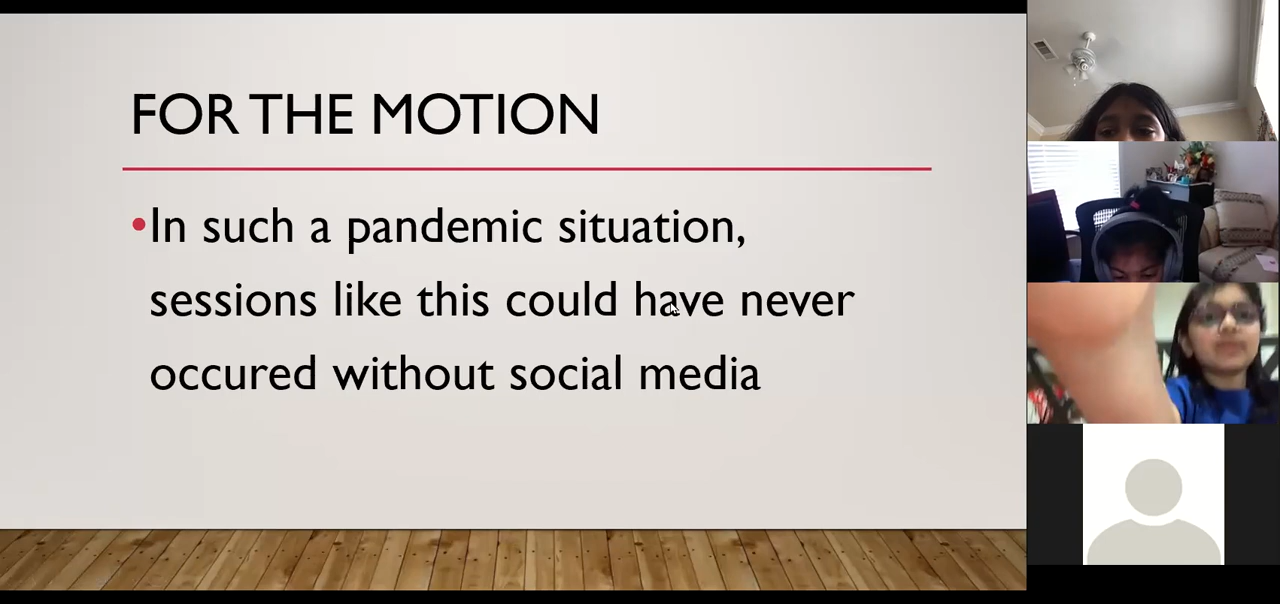 FOR THE MOTION
•In such a pandemic situation,
sessions like this could have never
occured without social media